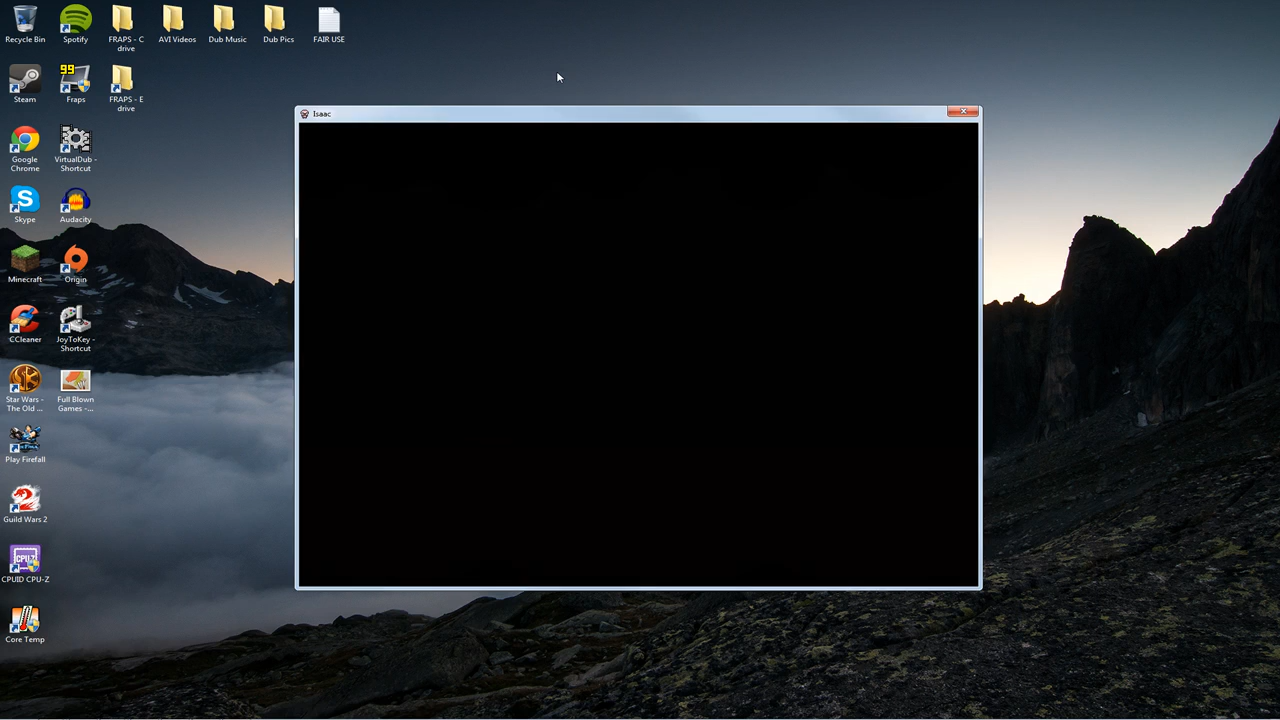 Recycle Bin
Spotify
FRAPS - C
drive
AVI Videos
Dub Music
Dub Pics
FAIR USE
Steam
99
Fraps
FRAPS - E
drive
Isaac
Google
Chrome
VirtualDub -
Shortcut
Skype
Audacity
Minecraft
Origin
CCleaner
JoyToKey -
Shortcut
Star Wars -
The Old ...
Full Blown
Games -...
Play Firefall
Guild Wars 2
CPU-Z
CPUID CPU-Z
Core Temp